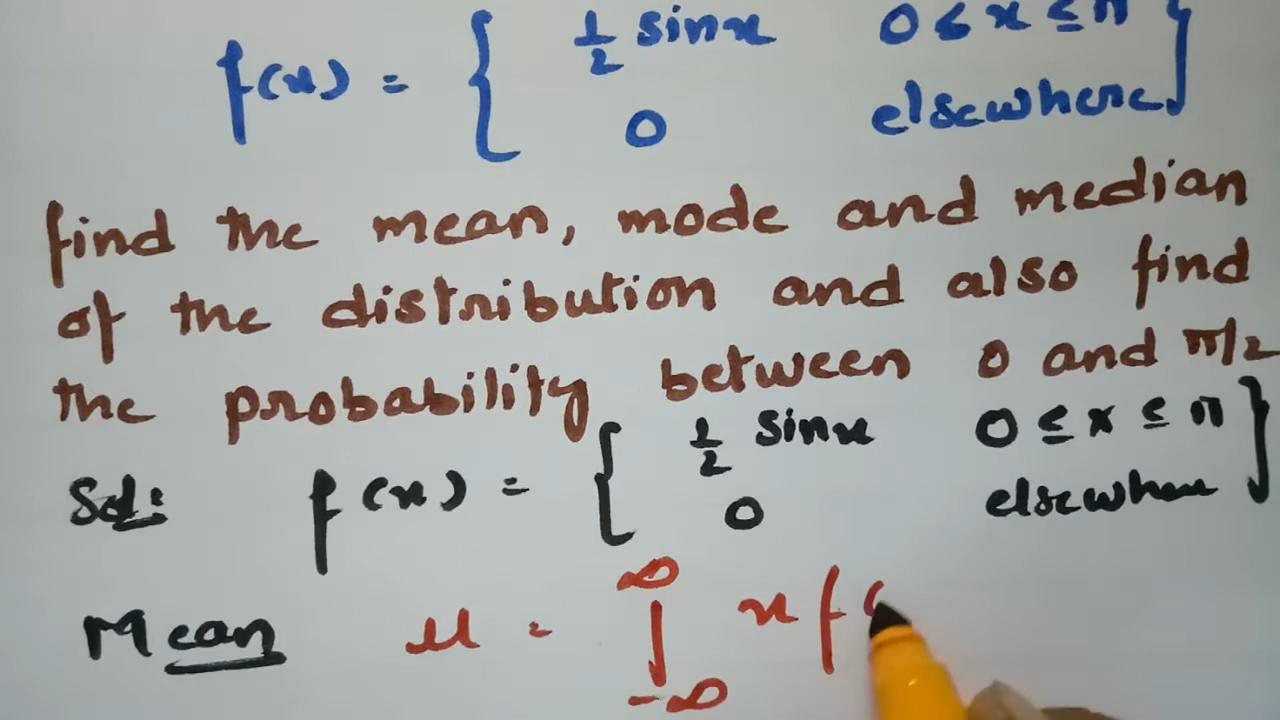 f(x) = { 1/2 sinx 0 ≤ x ≤ π
0 elsewhere }
find the mean, mode and median
of the distribution and also find
the probability between 0 and π/2
Sol: f(x) = { 1/2 sinx 0 ≤ x ≤ π
0 elsewhere }
Mean μ = ∫ -∞ ∞ x f(